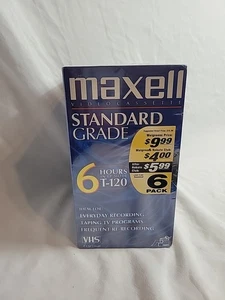 maxell
VIDEOCASSETTE
STANDARD
GRADE
6 HOURS
T-120
$9.99
$4.00
$5.99
6
PACK
EVERYDAY RECORDING
TAPING TV PROGRAMS
FREQUENT RE-RECORDING
VHS